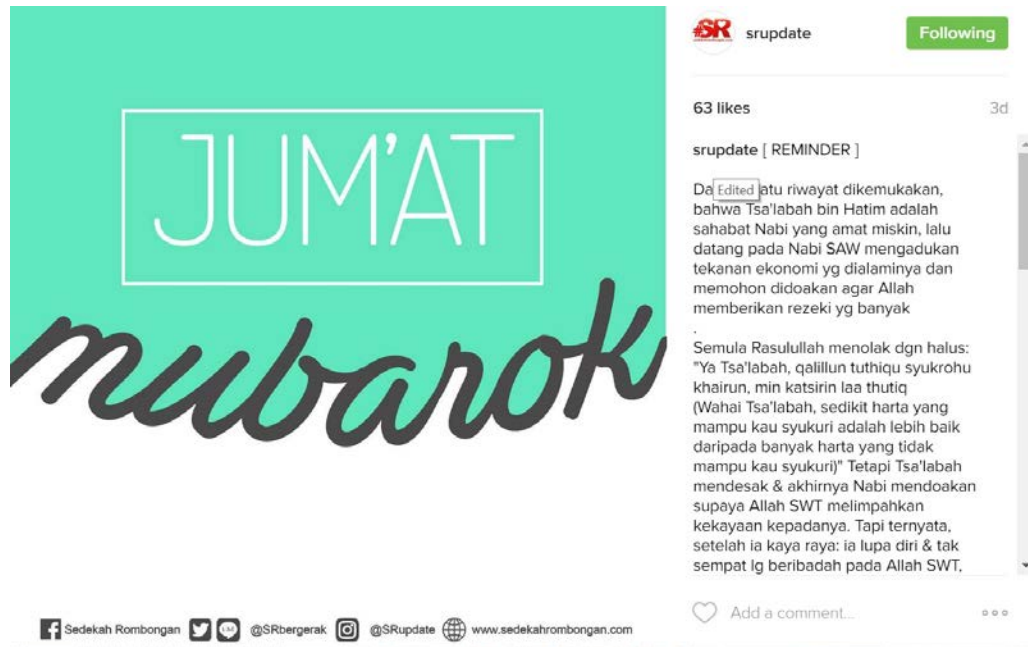 JUM'AT
mubarok
Sedekah Rombongan
@SRbergerak
@SRupdate
www.sedekahrombongan.com
#SR
srupdate
Following
63 likes
3d
srupdate [ REMINDER ]
Da Edited atu riwayat dikemukakan,
bahwa Tsa'labah bin Hatim adalah
sahabat Nabi yang amat miskin, lalu
datang pada Nabi SAW mengadukan
tekanan ekonomi yg dialaminya dan
memohon didoakan agar Allah
memberikan rezeki yg banyak
.
Semula Rasulullah menolak dgn halus:
"Ya Tsa'labah, qalillun tuthiqu syukrohu
khairun, min katsirin laa thutiq
(Wahai Tsa'labah, sedikit harta yang
mampu kau syukuri adalah lebih baik
daripada banyak harta yang tidak
mampu kau syukuri)" Tetapi Tsa'labah
mendesak & akhirnya Nabi mendoakan
supaya Allah SWT melimpahkan
kekayaan kepadanya. Tapi ternyata,
setelah ia kaya raya: ia lupa diri & tak
sempat lg beribadah pada Allah SWT,
Add a comment...